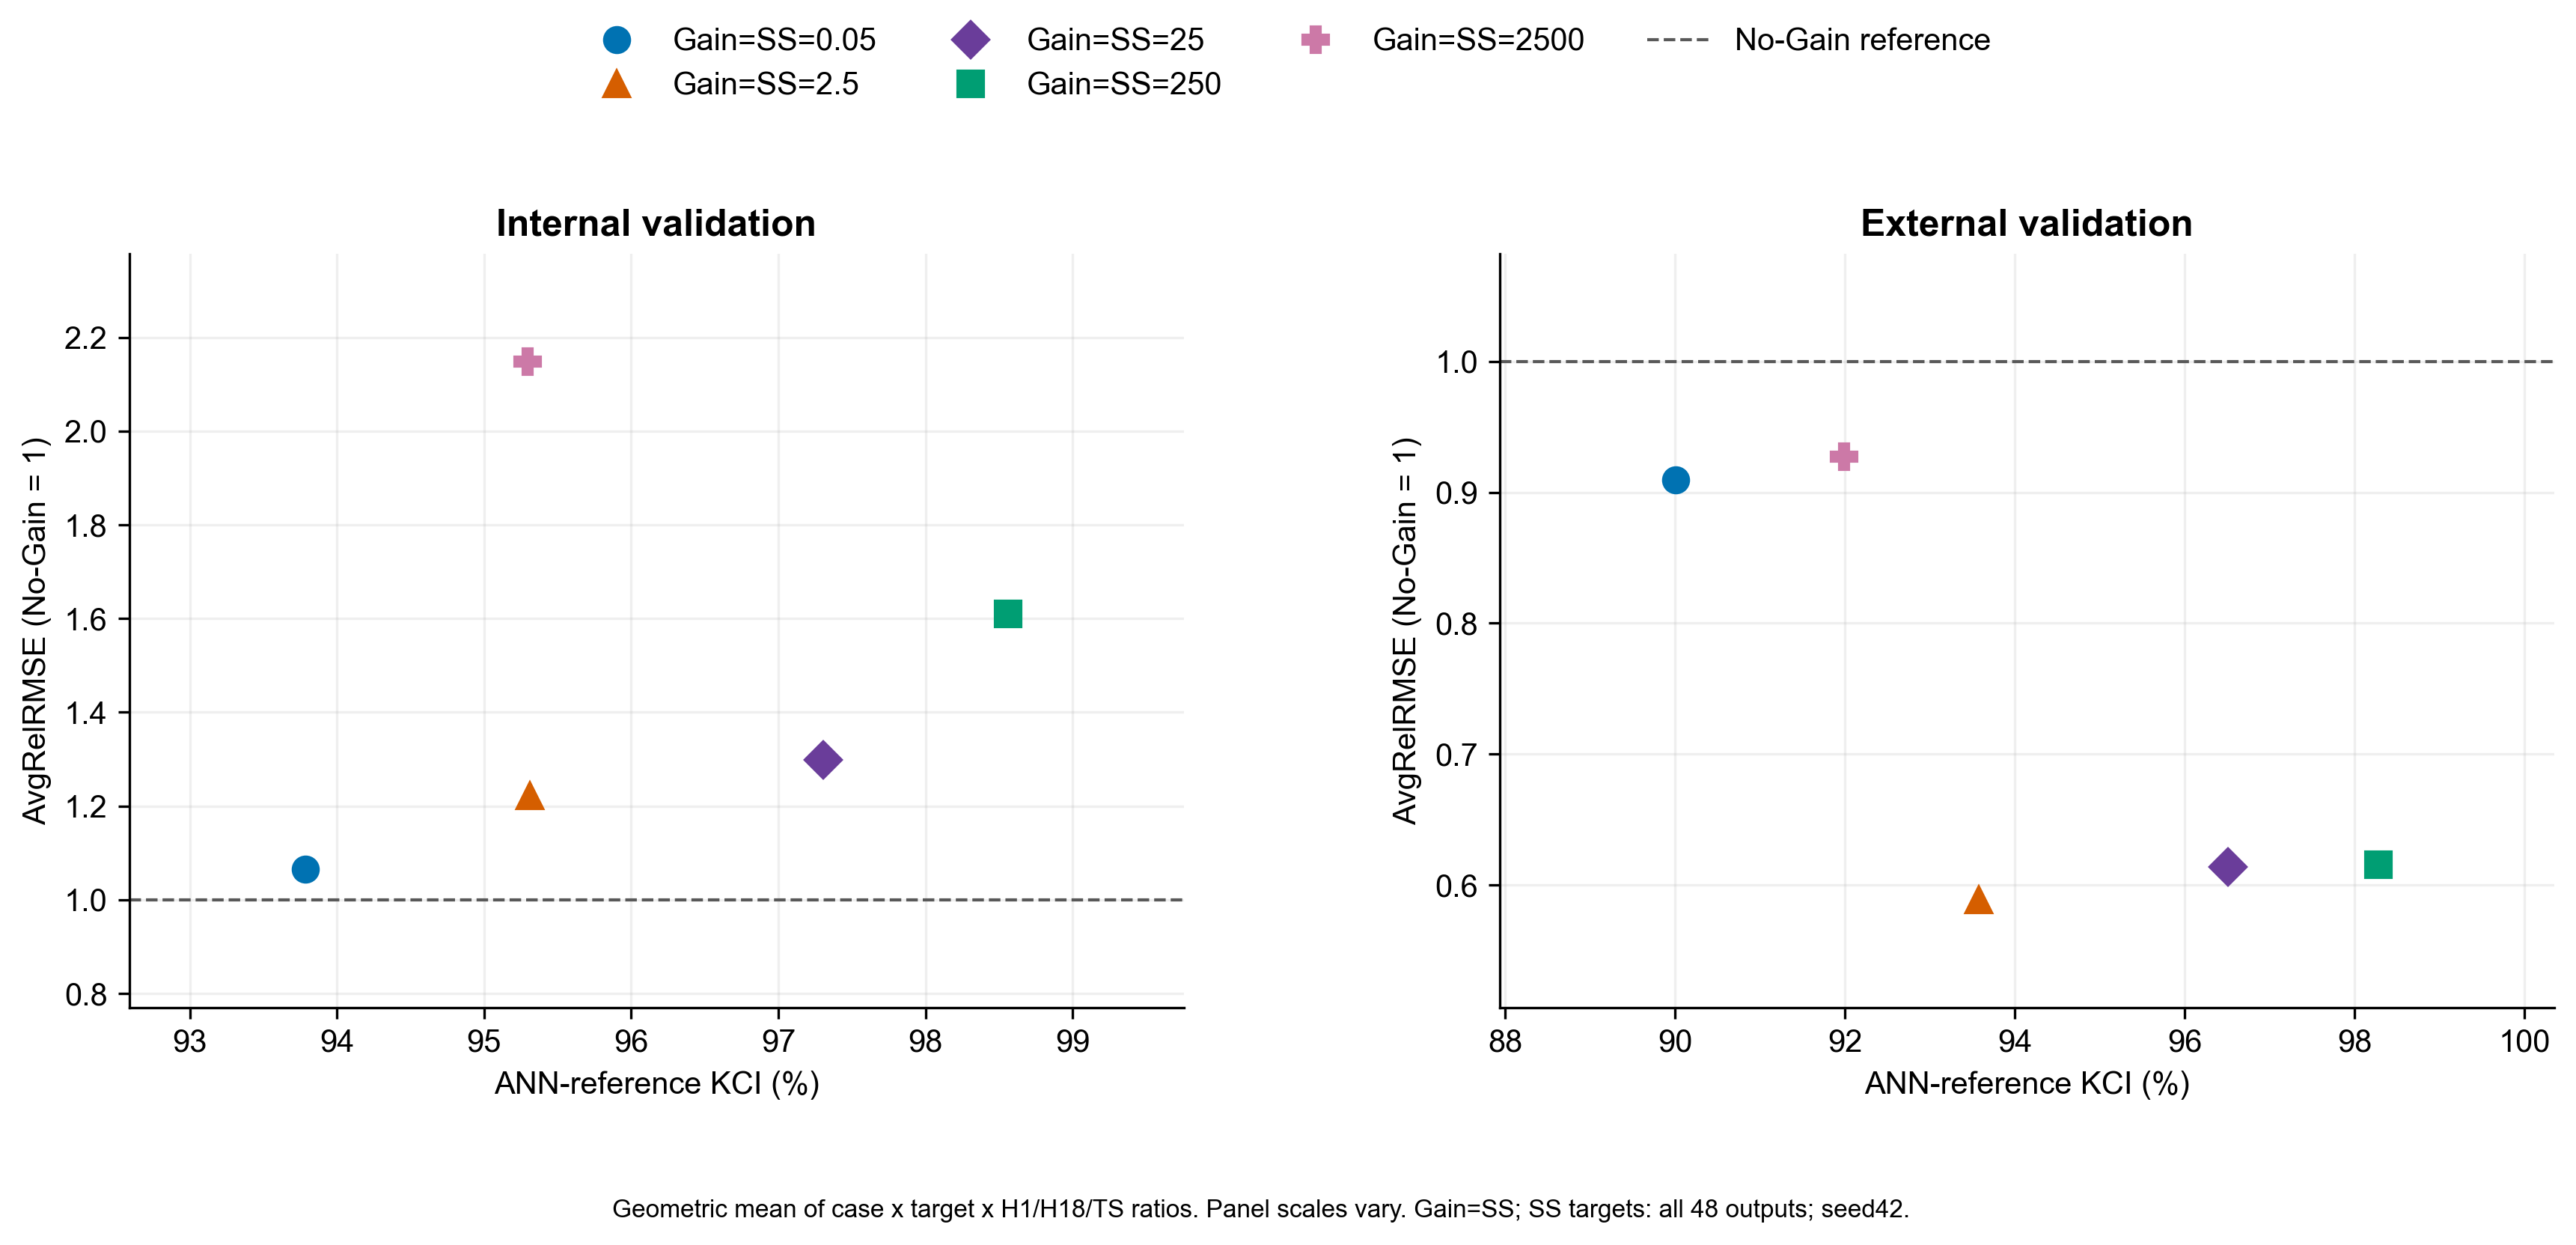 Gain=SS=0.05 Gain=SS=25 Gain=SS=2500 No-Gain reference
Gain=SS=2.5 Gain=SS=250
Internal validation
AvgRelRMSE (No-Gain = 1)
2.2
2.0
1.8
1.6
1.4
1.2
1.0
0.8
93 94 95 96 97 98 99
ANN-reference KCI (%)
External validation
AvgRelRMSE (No-Gain = 1)
1.0
0.9
0.8
0.7
0.6
88 90 92 94 96 98 100
ANN-reference KCI (%)
Geometric mean of case x target x H1/H18/TS ratios. Panel scales vary. Gain=SS; SS targets: all 48 outputs; seed42.